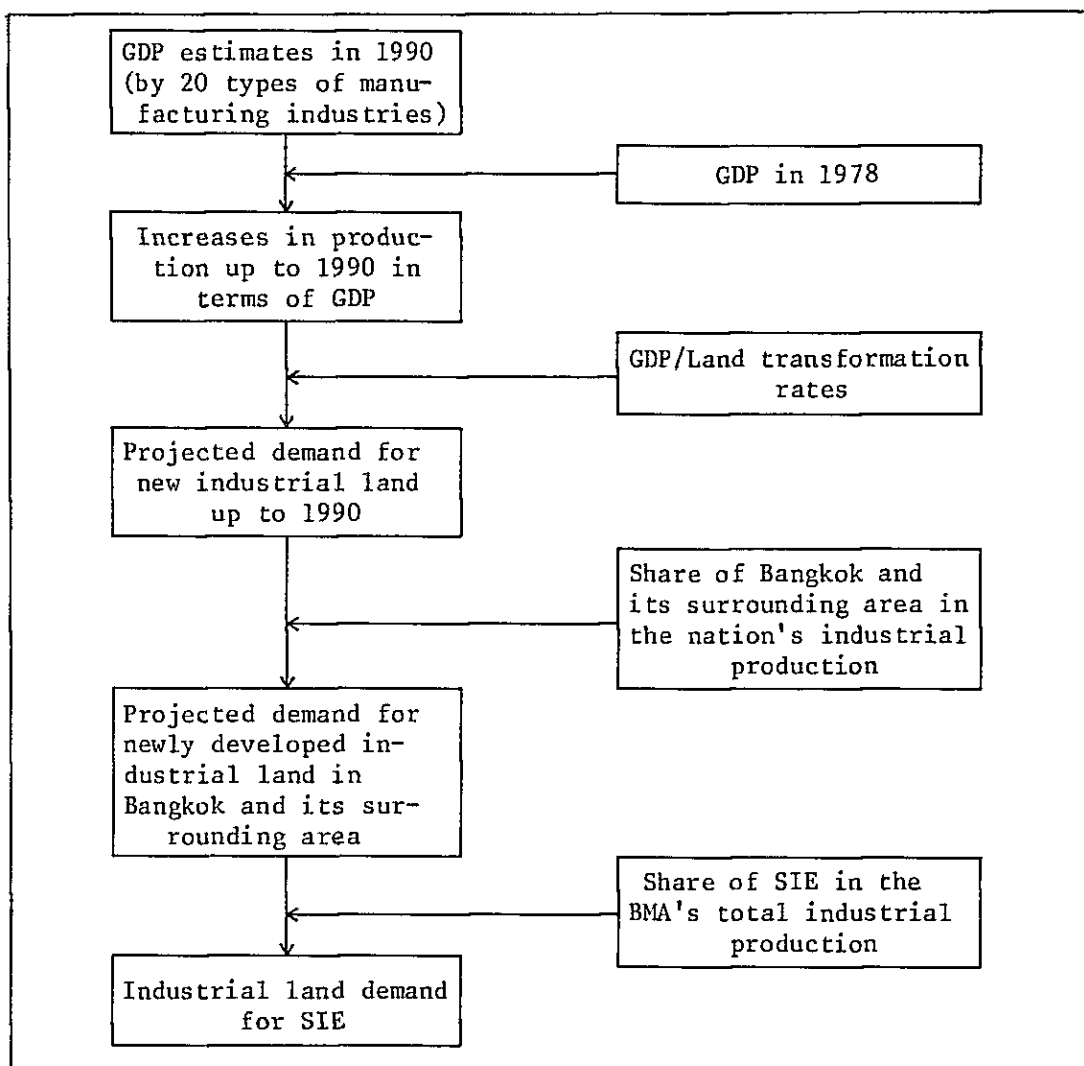 GDP estimates in 1990
(by 20 types of manu-
facturing industries)
GDP in 1978
Increases in produc-
tion up to 1990 in
terms of GDP
GDP/Land transformation
rates
Projected demand for
new industrial land
up to 1990
Share of Bangkok and
its surrounding area in
the nation's industrial
production
Projected demand for
newly developed in-
dustrial land in
Bangkok and its sur-
rounding area
Share of SIE in the
BMA's total industrial
production
Industrial land demand
for SIE